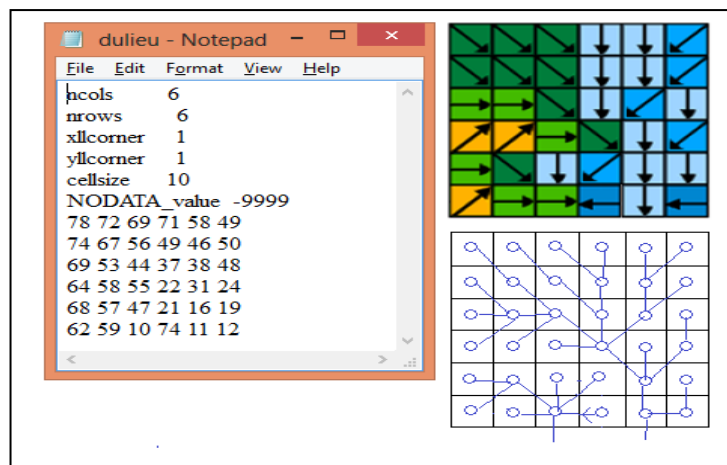 dulieu - Notepad
File Edit Format View Help
ncols 6
nrows 6
xllcorner 1
yllcorner 1
cellsize 10
NODATA_value -9999
78 72 69 71 58 49
74 67 56 49 46 50
69 53 44 37 38 48
64 58 55 22 31 24
68 57 47 21 16 19
62 59 10 74 11 12